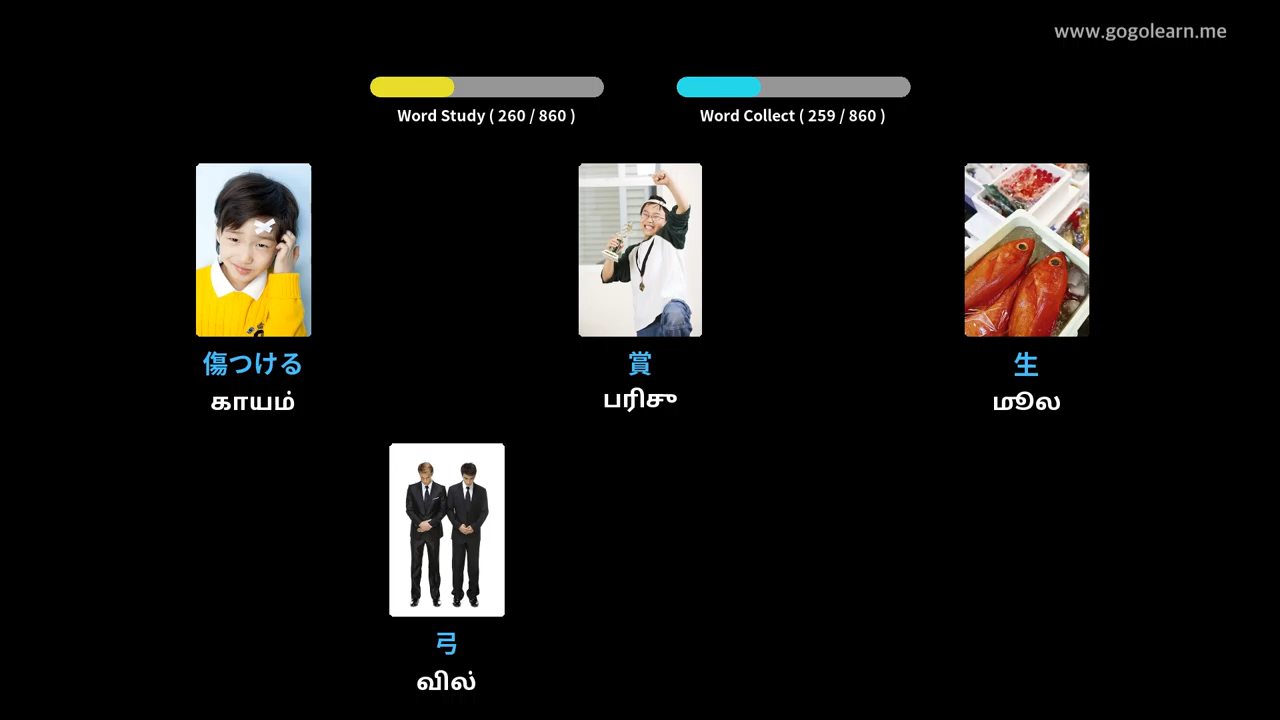 www.gogolearn.me
Word Study ( 260 / 860 )
Word Collect ( 259 / 860 )
傷つける
காயம்
賞
பரிசு
生
மூல
弓
வில்